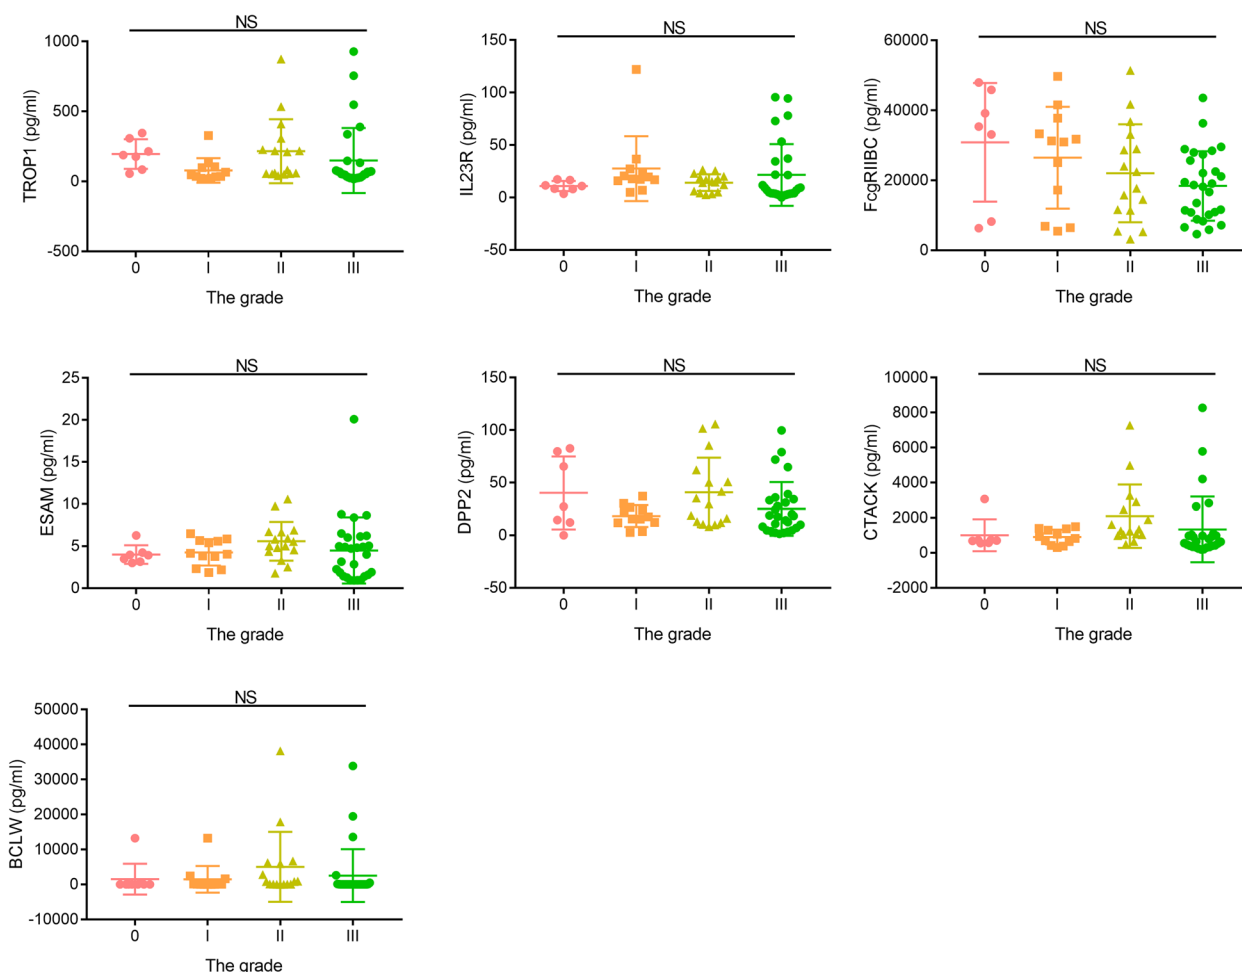 NS
TROP1 (pg/ml)
1000
500
0
-500
0 I II III
The grade
NS
IL23R (pg/ml)
150
100
50
0
-50
0 I II III
The grade
NS
FcgRIIBC (pg/ml)
60000
40000
20000
0
0 I II III
The grade
NS
ESAM (pg/ml)
25
20
15
10
5
0
0 I II III
The grade
NS
DPP2 (pg/ml)
150
100
50
0
-50
0 I II III
The grade
NS
CTACK (pg/ml)
10000
8000
6000
4000
2000
0
-2000
0 I II III
The grade
NS
BCLW (pg/ml)
50000
40000
30000
20000
10000
0
-10000
0 I II III
The grade